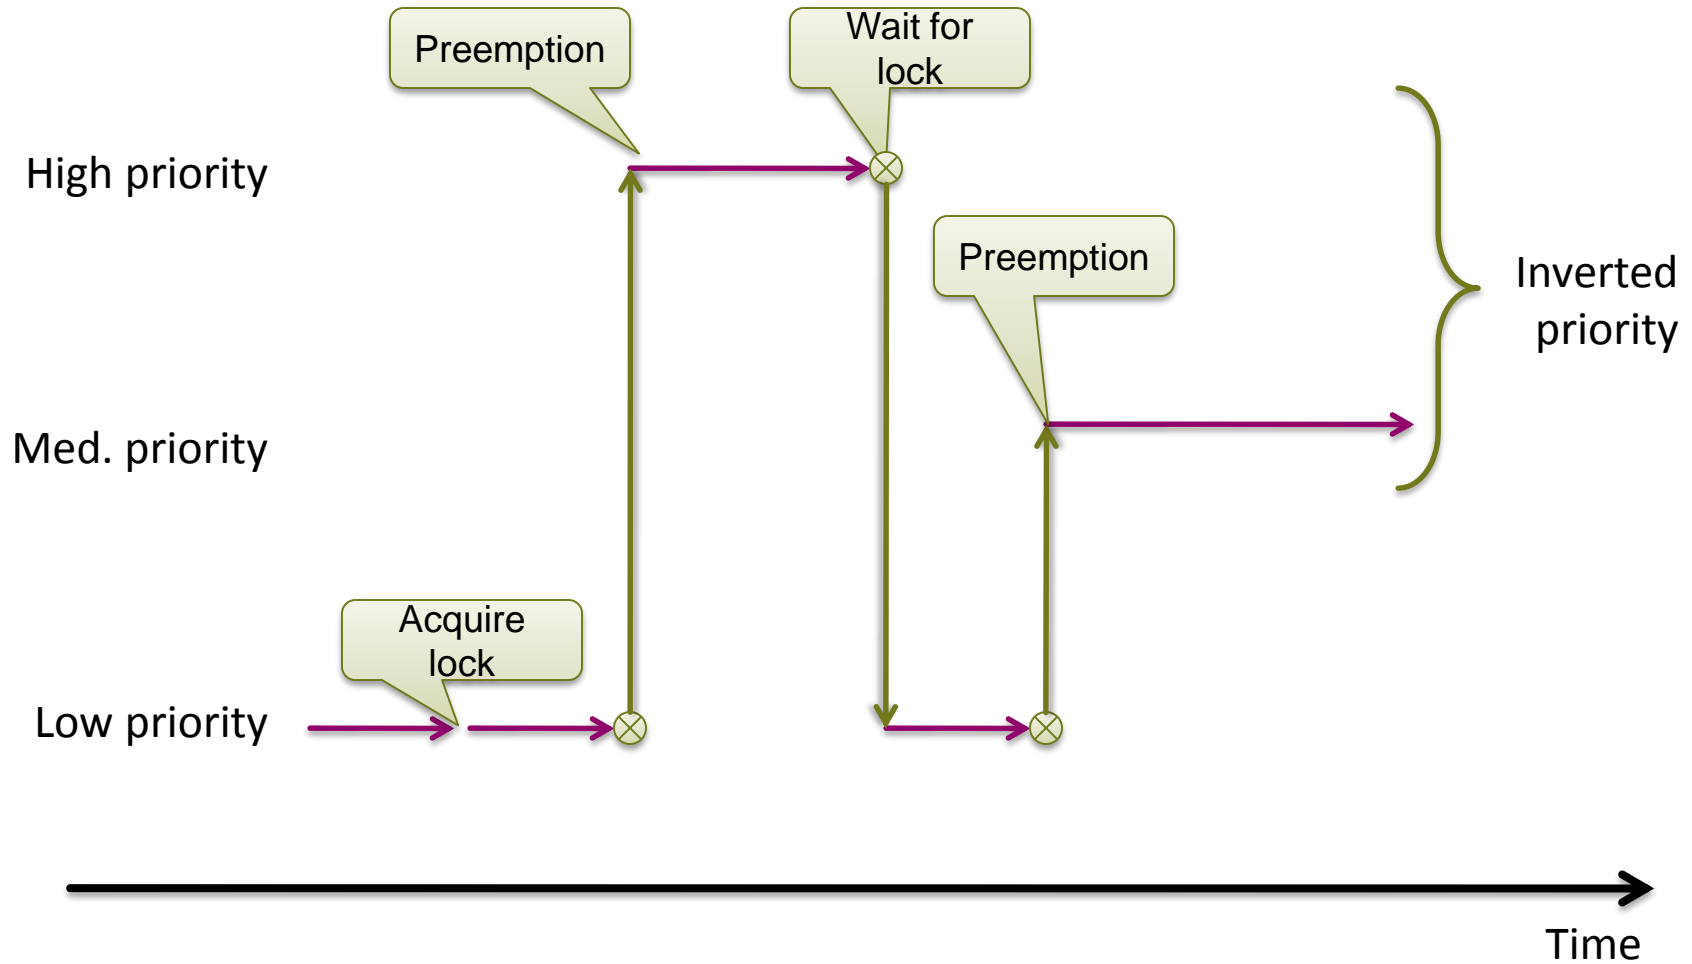 Preemption
Wait for
lock
High priority
Preemption
Inverted
priority
Med. priority
Acquire
lock
Low priority
Time